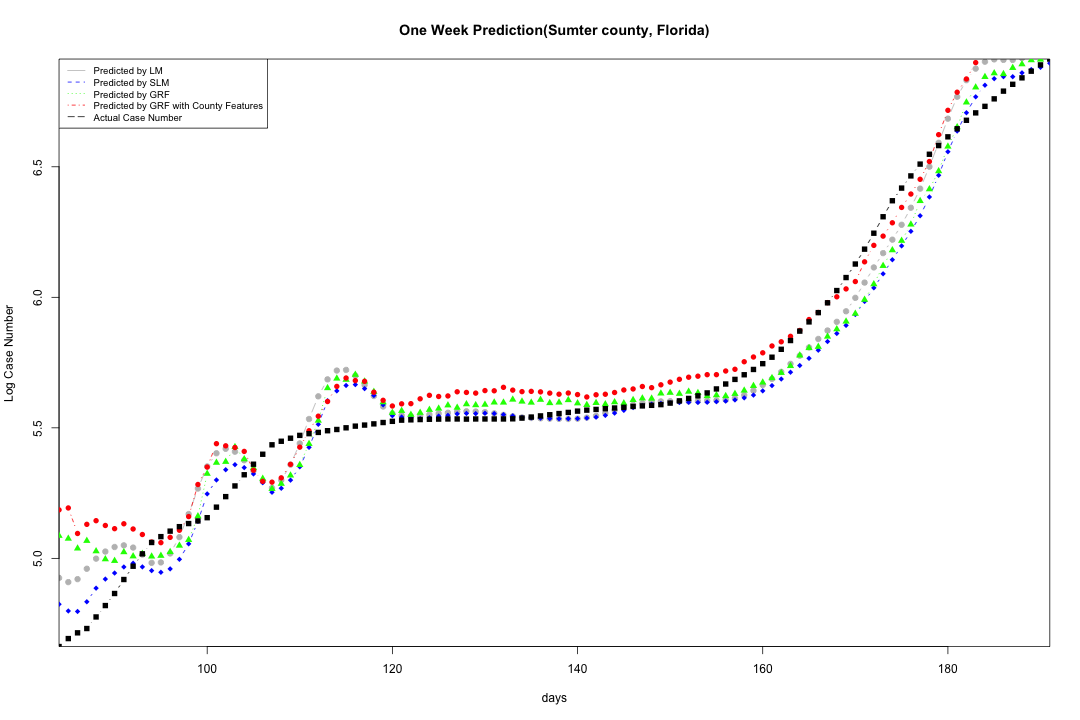 One Week Prediction(Sumter county, Florida)
Predicted by LM
Predicted by SLM
Predicted by GRF
Predicted by GRF with County Features
Actual Case Number
6.5
6.0
5.5
5.0
Log Case Number
100 120 140 160 180
days